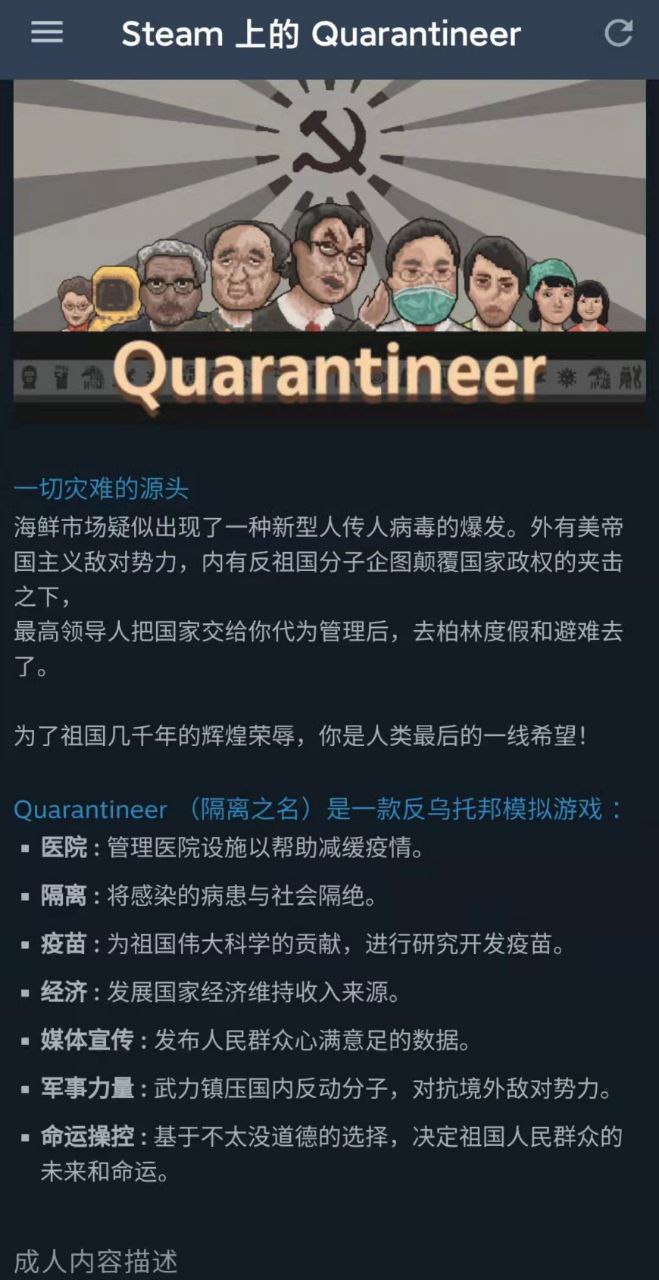 Steam 上的 Quarantineer
Quarantineer
一切灾难的源头
海鲜市场疑似出现了一种新型人传人病毒的爆发。外有美帝
国主义敌对势力，内有反祖国分子企图颠覆国家政权的夹击
之下，
最高领导人把国家交给你代为管理后，去柏林度假和避难去
了。
为了祖国几千年的辉煌荣辱，你是人类最后的一线希望！
Quarantineer （隔离之名）是一款反乌托邦模拟游戏 ：
▪ 医院 : 管理医院设施以帮助减缓疫情。
▪ 隔离 : 将感染的病患与社会隔绝。
▪ 疫苗 : 为祖国伟大科学的贡献，进行研究开发疫苗。
▪ 经济 : 发展国家经济维持收入来源。
▪ 媒体宣传 : 发布人民群众心满意足的数据。
▪ 军事力量 : 武力镇压国内反动分子，对抗境外敌对势力。
▪ 命运操控 : 基于不太没道德的选择，决定祖国人民群众的
未来和命运。
成人内容描述